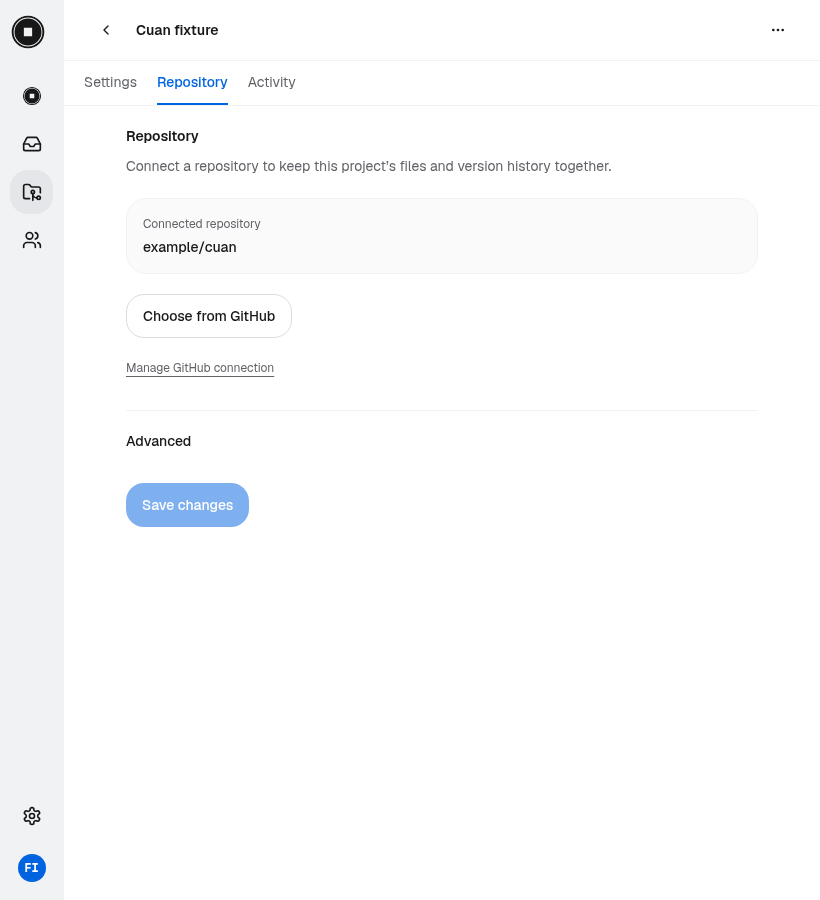 Cuan fixture
Settings
Repository
Activity
Repository
Connect a repository to keep this project's files and version history together.
Connected repository
example/cuan
Choose from GitHub
Manage GitHub connection
Advanced
Save changes
FI